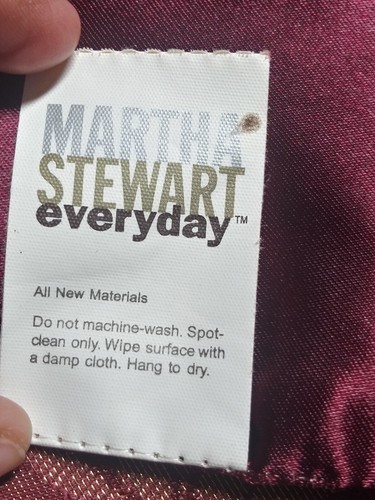 MARTHA
STEWART
everyday™
All New Materials
Do not machine-wash. Spot-
clean only. Wipe surface with
a damp cloth. Hang to dry.